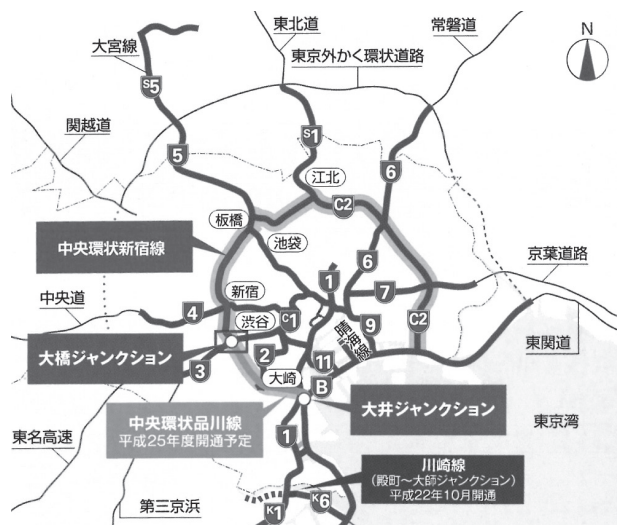 東北道
常磐道
大宮線
東京外かく環状道路
N
S5
関越道
S1
5
6
江北
C2
板橋
中央環状新宿線
池袋
京葉道路
6
1
7
新宿
中央道
4
C1
9
C2
渋谷
晴海線
東関道
大橋ジャンクション
3
2
11
大崎
B
大井ジャンクション
中央環状品川線
平成25年度開通予定
東京湾
1
東名高速
川崎線
(殿町〜大師ジャンクション)
平成22年10月開通
第三京浜
K1
K6